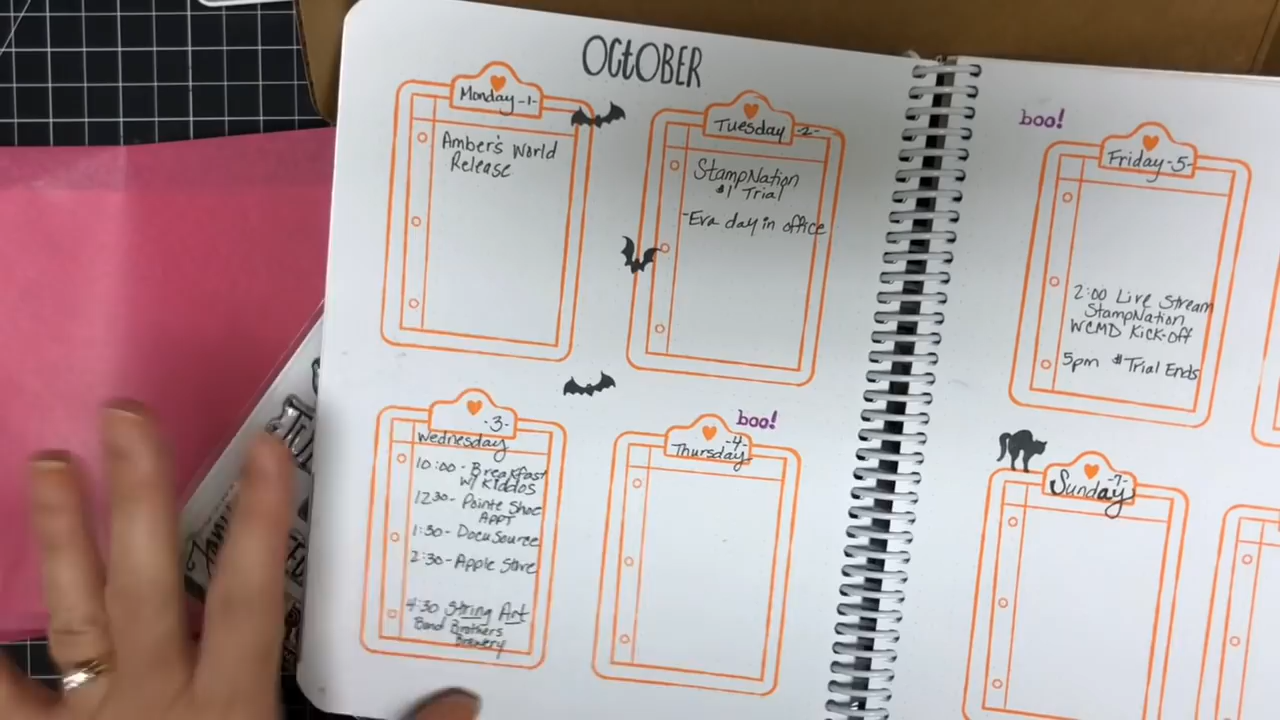 OCTOBER
Monday -1-
Amber's World
Release
Tuesday -2-
StampNation
$1 Trial
-Eva day in office
-3-
Wednesday
10:00 - Breakfast
w/ Kiddos
12:30 - Pointe Shoe
APPT
1:30 - DocuSource
2:30 - Apple Store
4:30 String Art
Band Brothers
Brewery
boo!
-4-
Thursday
boo!
Friday -5-
2:00 Live Stream
StampNation
WCMD Kick-off
5pm $1 Trial Ends
-7-
Sunday